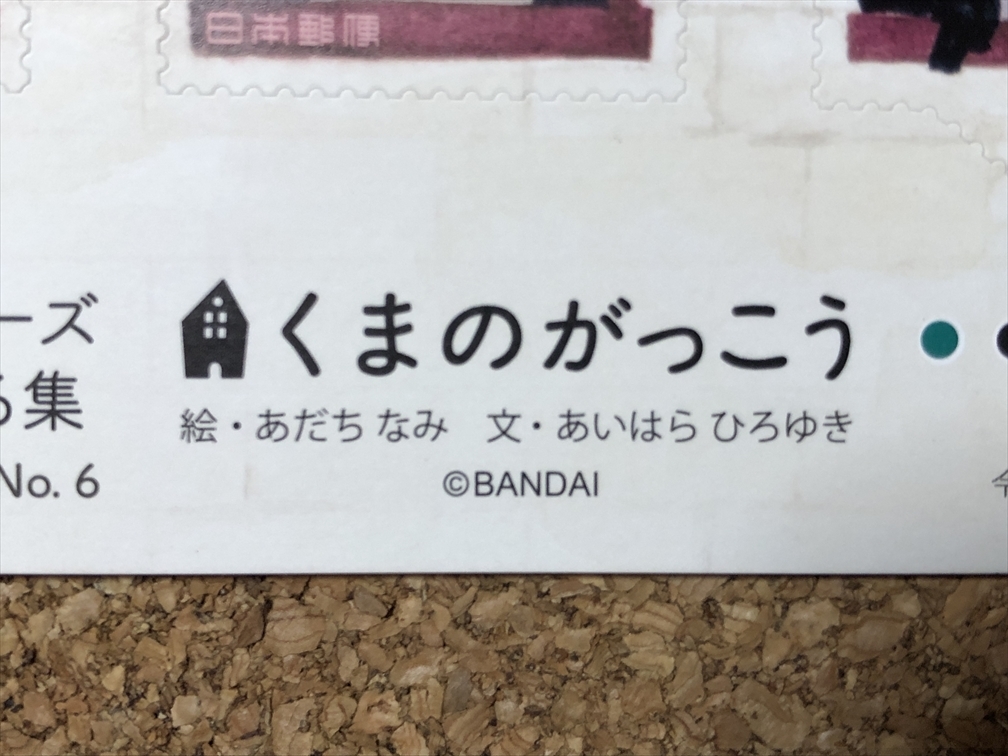 日本郵便
ーズ
集
No. 6
くまのがっこう
絵・あだち なみ 文・あいはら ひろゆき
©BANDAI